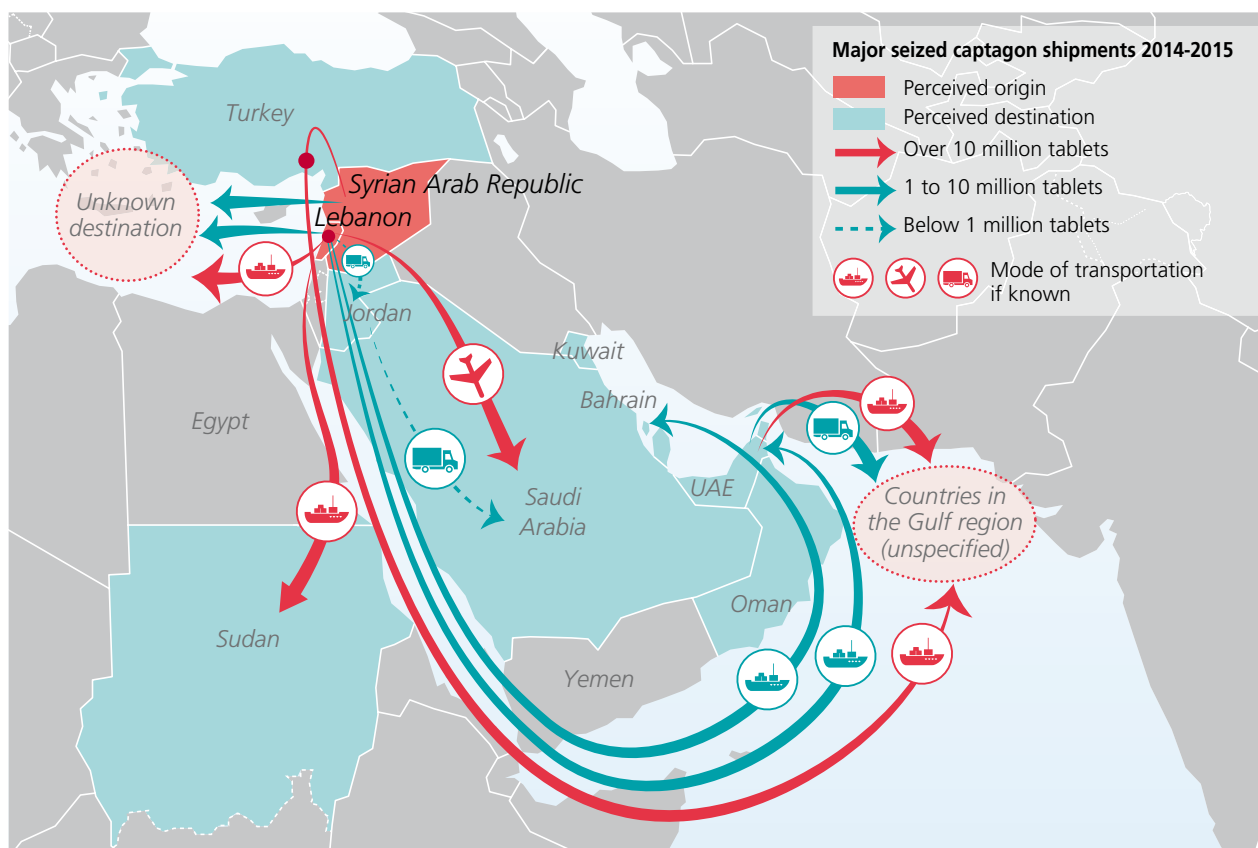 Major seized captagon shipments 2014-2015
Perceived origin
Perceived destination
Over 10 million tablets
1 to 10 million tablets
Below 1 million tablets
Mode of transportation
if known
Turkey
Syrian Arab Republic
Lebanon
Unknown
destination
Jordan
Kuwait
Bahrain
Egypt
UAE
Saudi
Arabia
Countries in
the Gulf region
(unspecified)
Oman
Sudan
Yemen